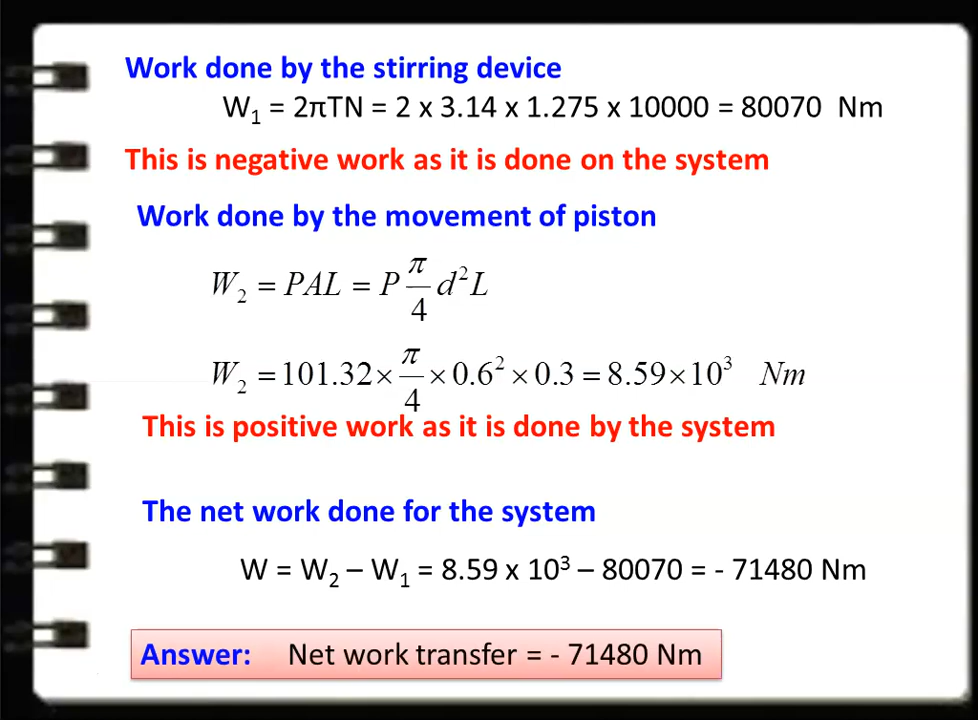 Work done by the stirring device
W₁ = 2πTN = 2 x 3.14 x 1.275 x 10000 = 80070 Nm
This is negative work as it is done on the system
Work done by the movement of piston
W₂ = PAL = P π/4 d² L
W₂ = 101.32 × π/4 × 0.6² × 0.3 = 8.59 × 10³ Nm
This is positive work as it is done by the system
The net work done for the system
W = W₂ – W₁ = 8.59 x 10³ – 80070 = - 71480 Nm
Answer: Net work transfer = - 71480 Nm